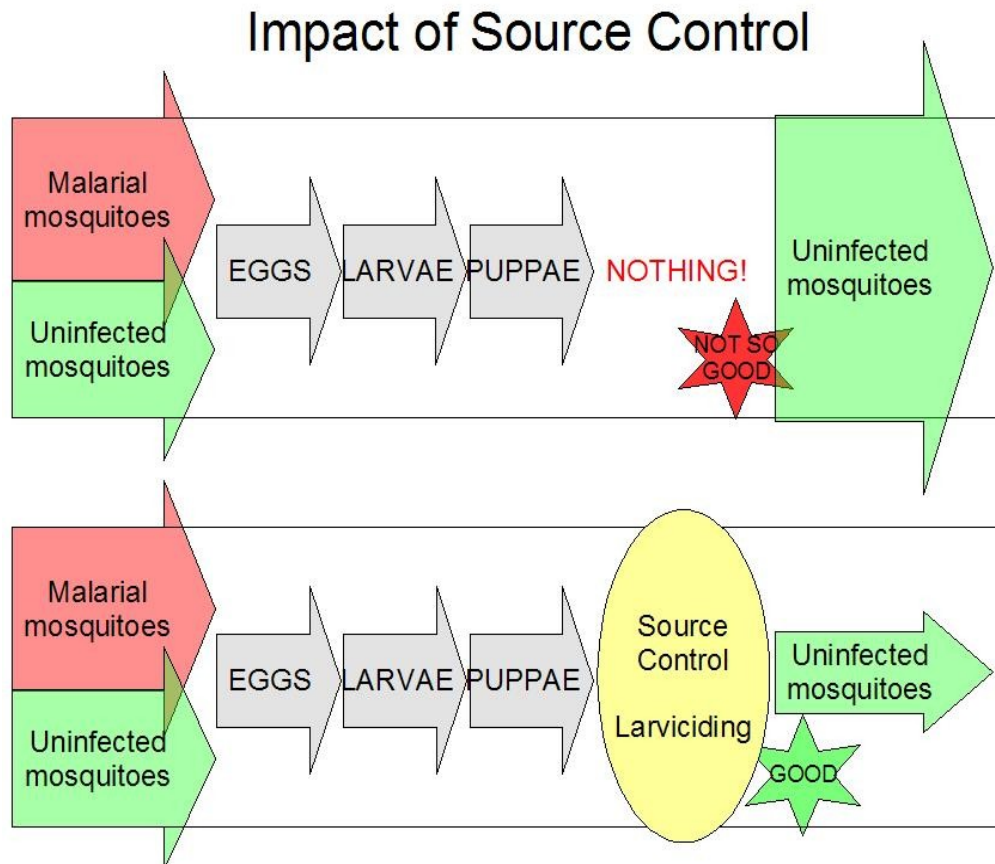 Impact of Source Control
Malarial
mosquitoes
Uninfected
mosquitoes
EGGS
LARVAE
PUPPAE
NOTHING!
NOT SO
GOOD
Uninfected
mosquitoes
Malarial
mosquitoes
Uninfected
mosquitoes
EGGS
LARVAE
PUPPAE
Source
Control
Larviciding
Uninfected
mosquitoes
GOOD